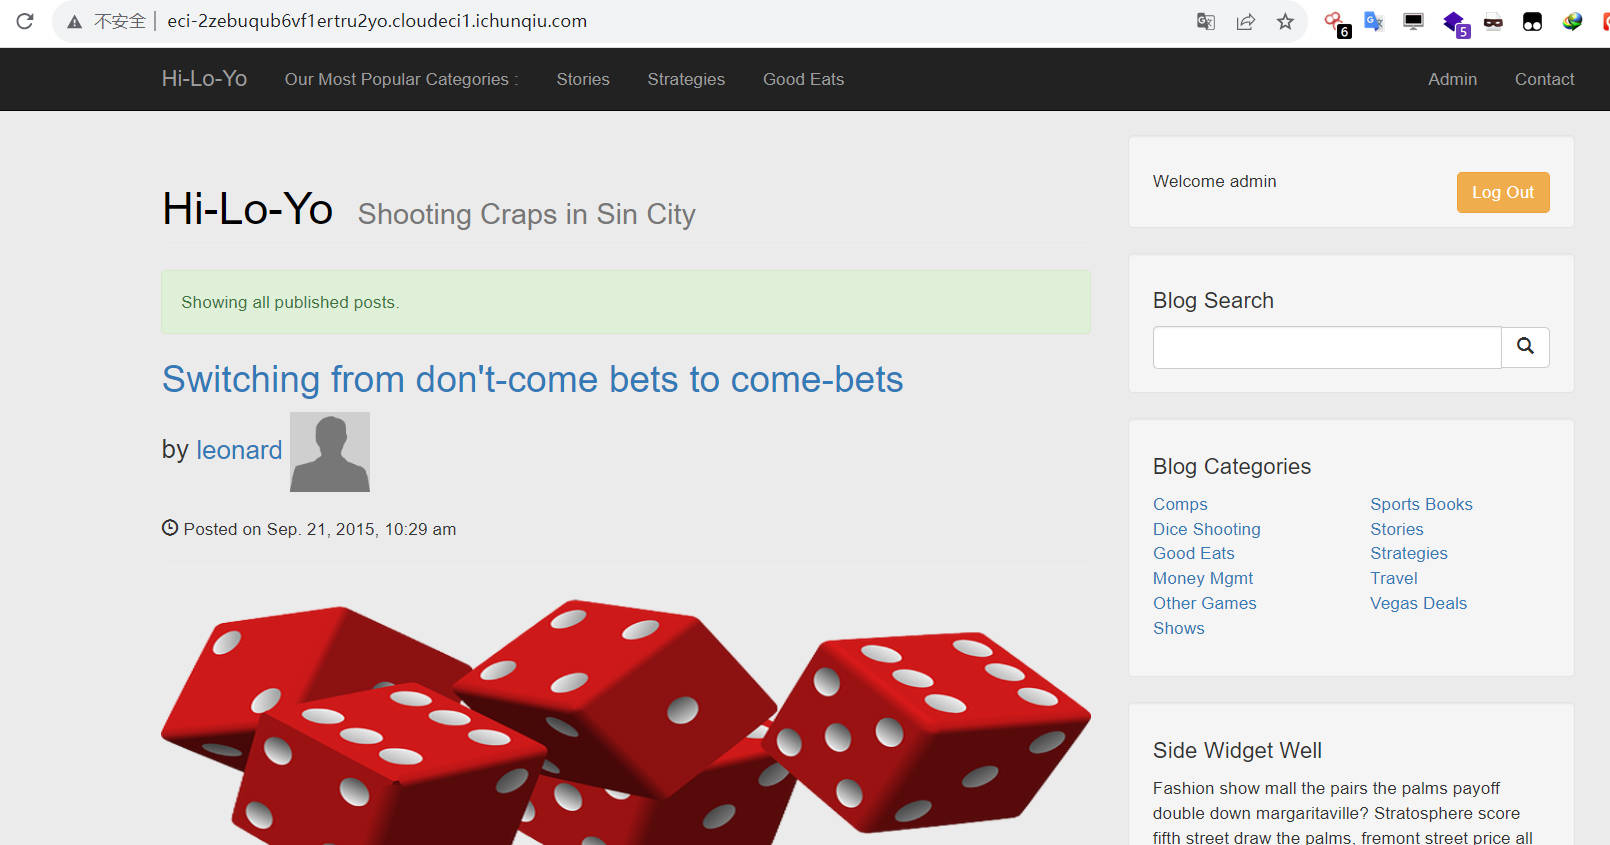 不安全 eci-2zebuqub6vf1ertru2yo.cloudeci1.ichunqiu.com
6
5
Hi-Lo-Yo Our Most Popular Categories : Stories Strategies Good Eats Admin Contact
Hi-Lo-Yo Shooting Craps in Sin City
Showing all published posts.
Switching from don't-come bets to come-bets
by leonard
Posted on Sep. 21, 2015, 10:29 am
Welcome admin
Log Out
Blog Search
Blog Categories
Comps
Dice Shooting
Good Eats
Money Mgmt
Other Games
Shows
Sports Books
Stories
Strategies
Travel
Vegas Deals
Side Widget Well
Fashion show mall the pairs the palms payoff
double down margaritaville? Stratosphere score
fifth street draw the palms, fremont street price all